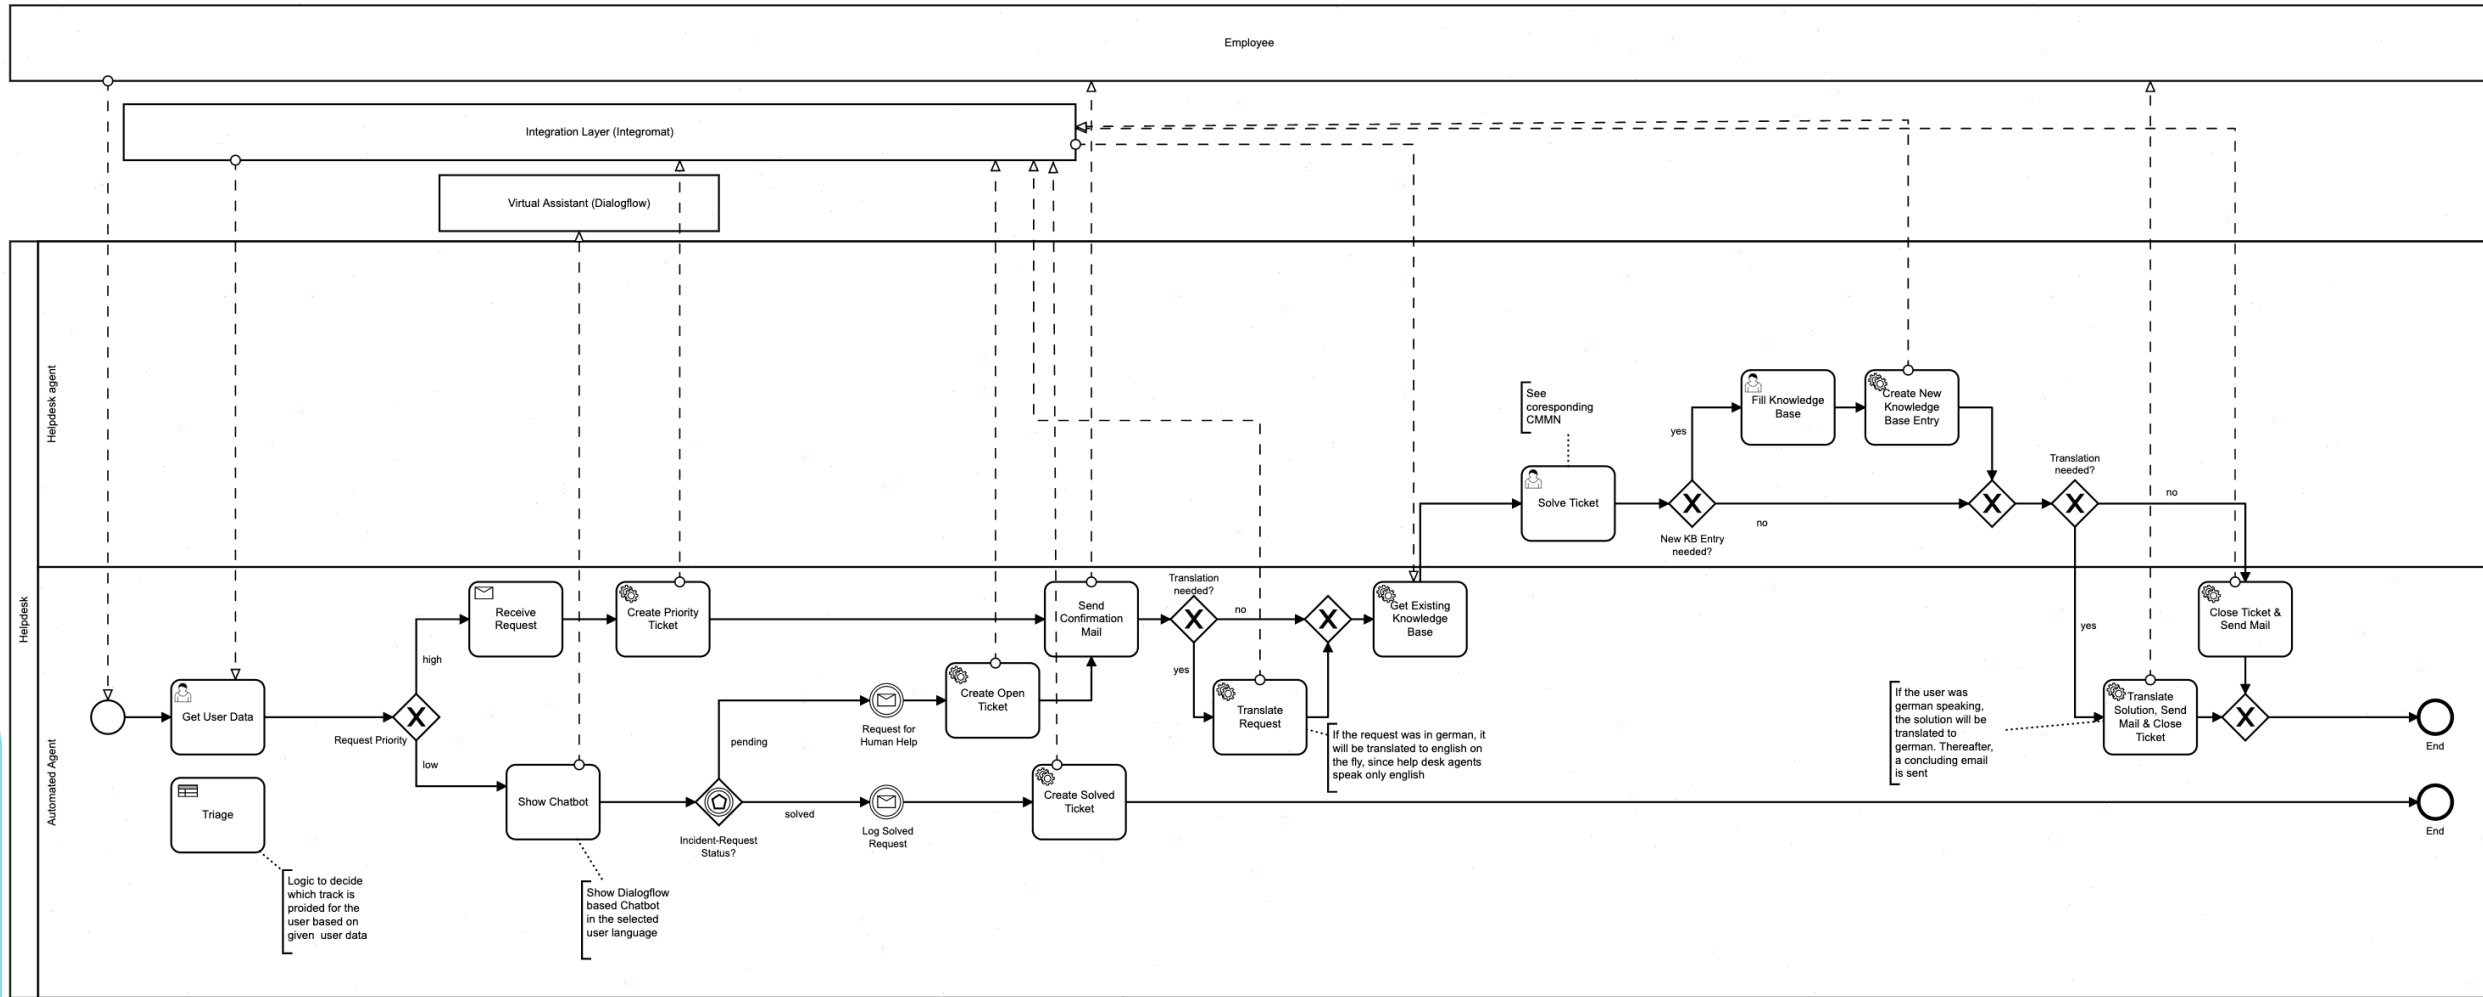 Employee
Integration Layer (Integromat)
Virtual Assistant (Dialogflow)
Helpdesk
Helpdesk agent
See
coresponding
CMMN
Solve Ticket
New KB Entry
needed?
yes
no
Fill Knowledge
Base
Create New
Knowledge
Base Entry
Translation
needed?
no
yes
Automated Agent
Get User Data
Request Priority
high
low
Triage
Logic to decide
which track is
proided for the
user based on
given user data
Receive
Request
Create Priority
Ticket
Show Chatbot
Show Dialogflow
based Chatbot
in the selected
user language
Incident-Request
Status?
pending
solved
Request for
Human Help
Log Solved
Request
Create Open
Ticket
Create Solved
Ticket
Send
Confirmation
Mail
Translation
needed?
no
yes
Translate
Request
If the request was in german, it
will be translated to english on
the fly, since help desk agents
speak only english
Get Existing
Knowledge
Base
If the user was
german speaking,
the solution will be
translated to
german. Thereafter,
a concluding email
is sent
Translate
Solution, Send
Mail & Close
Ticket
Close Ticket &
Send Mail
End
End